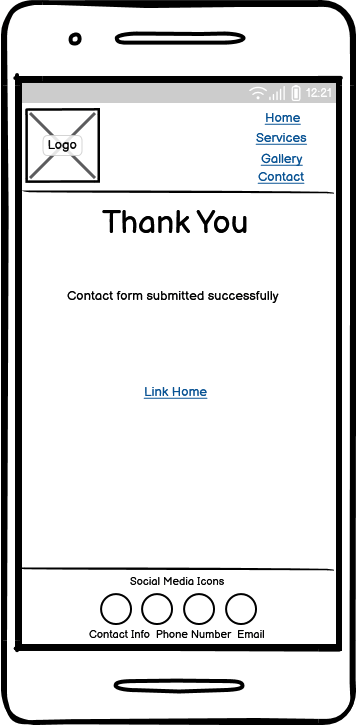 12:21
Logo
Home
Services
Gallery
Contact
Thank You
Contact form submitted successfully
Link Home
Social Media Icons
Contact Info Phone Number Email